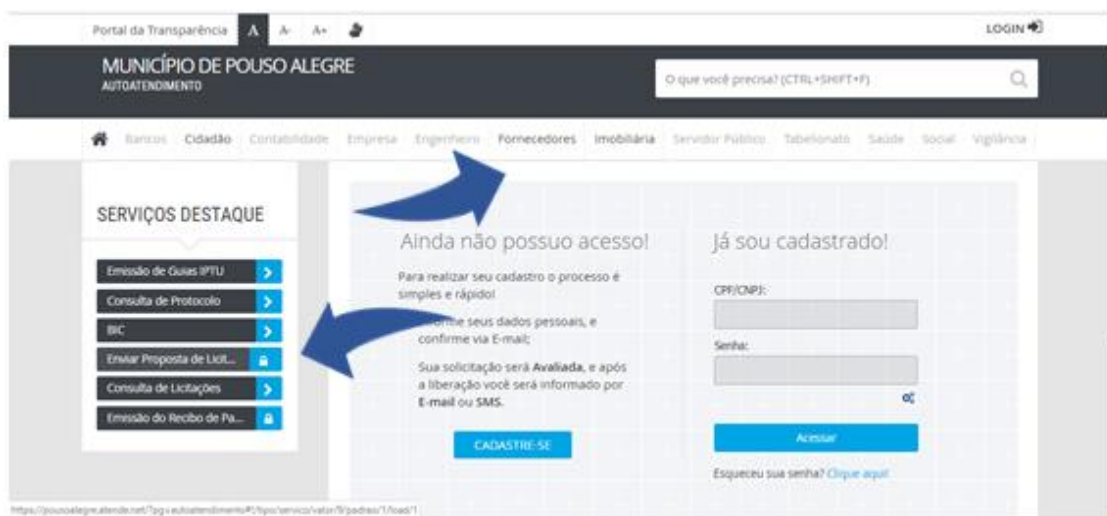 Portal da Transparência A A- A+
LOGIN
MUNICÍPIO DE POUSO ALEGRE
AUTOATENDIMENTO
O que você precisa? (CTRL+SHIFT+F)
Bancos Cidadão Contabilidade Empresa Engenheiro Fornecedores Imobiliária Servidor Público Tabelionato Saúde Social Vigilância
SERVIÇOS DESTAQUE
Emissão de Guias IPTU
Consulta de Protocolo
BIC
Enviar Proposta de Licit...
Consulta de Licitações
Emissão do Recibo de Pa...
Ainda não possuo acesso!
Para realizar seu cadastro o processo é
simples e rápido!
seus dados pessoais, e
confirme via E-mail;
Sua solicitação será Avaliada, e após
a liberação você será informado por
E-mail ou SMS.
CADASTRE-SE
Já sou cadastrado!
CPF/CNPJ:
Senha:
Acessar
Esqueceu sua senha? Clique aqui!
https://pousoalegre.atende.net/?pg=autoatendimento#!/tipo/servico/valor/9/padrao/1/load/1